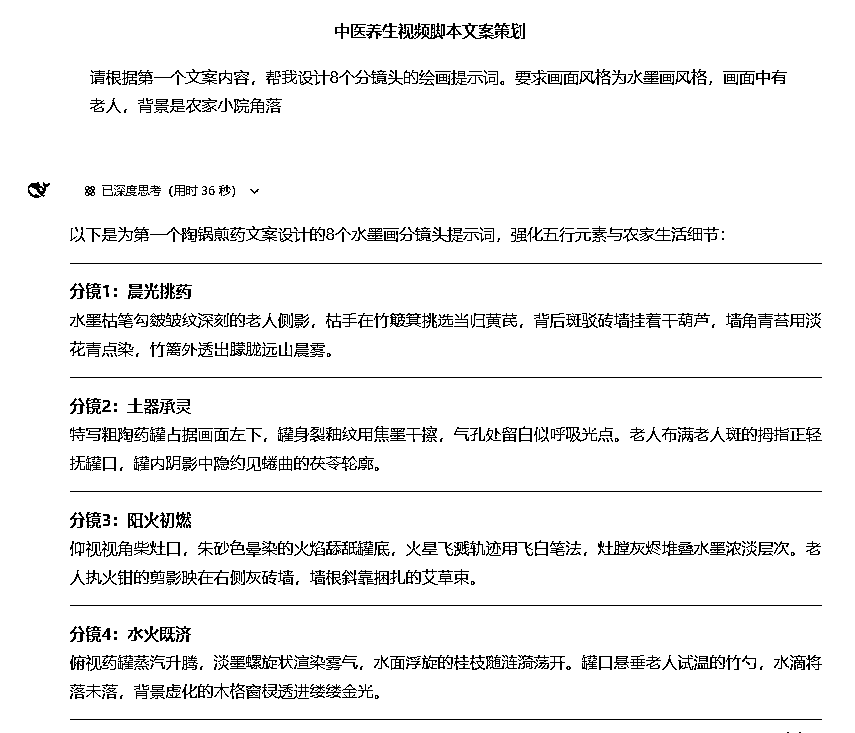 中医养生视频脚本文案策划
请根据第一个文案内容，帮我设计8个分镜头的绘画提示词。要求画面风格为水墨画风格，画面中有
老人，背景是农家小院角落
已深度思考（用时 36 秒）
以下是为第一个陶锅煎药文案设计的8个水墨画分镜头提示词，强化五行元素与农家生活细节：
分镜1：晨光挑药
水墨枯笔勾皴皱纹深刻的老人侧影，枯手在竹簸箕挑选当归黄芪，背后斑驳砖墙挂着干葫芦，墙角青苔用淡
花青点染，竹篱外透出朦胧远山晨雾。
分镜2：土器承灵
特写粗陶药罐占据画面左下，罐身裂釉纹用焦墨干擦，气孔处留白似呼吸光点。老人布满老人斑的拇指正轻
抚罐口，罐内阴影中隐约见蜷曲的茯苓轮廓。
分镜3：阳火初燃
仰视视角柴灶口，朱砂色晕染的火焰舔舐罐底，火星飞溅轨迹用飞白笔法，灶膛灰烬堆叠水墨浓淡层次。老
人执火钳的剪影映在右侧灰砖墙，墙根斜靠捆扎的艾草束。
分镜4：水火既济
俯视药罐蒸汽升腾，淡墨螺旋状渲染雾气，水面浮旋的桂枝随涟漪荡开。罐口悬垂老人试温的竹勺，水滴将
落未落，背景虚化的木格窗棂透进缕缕金光。